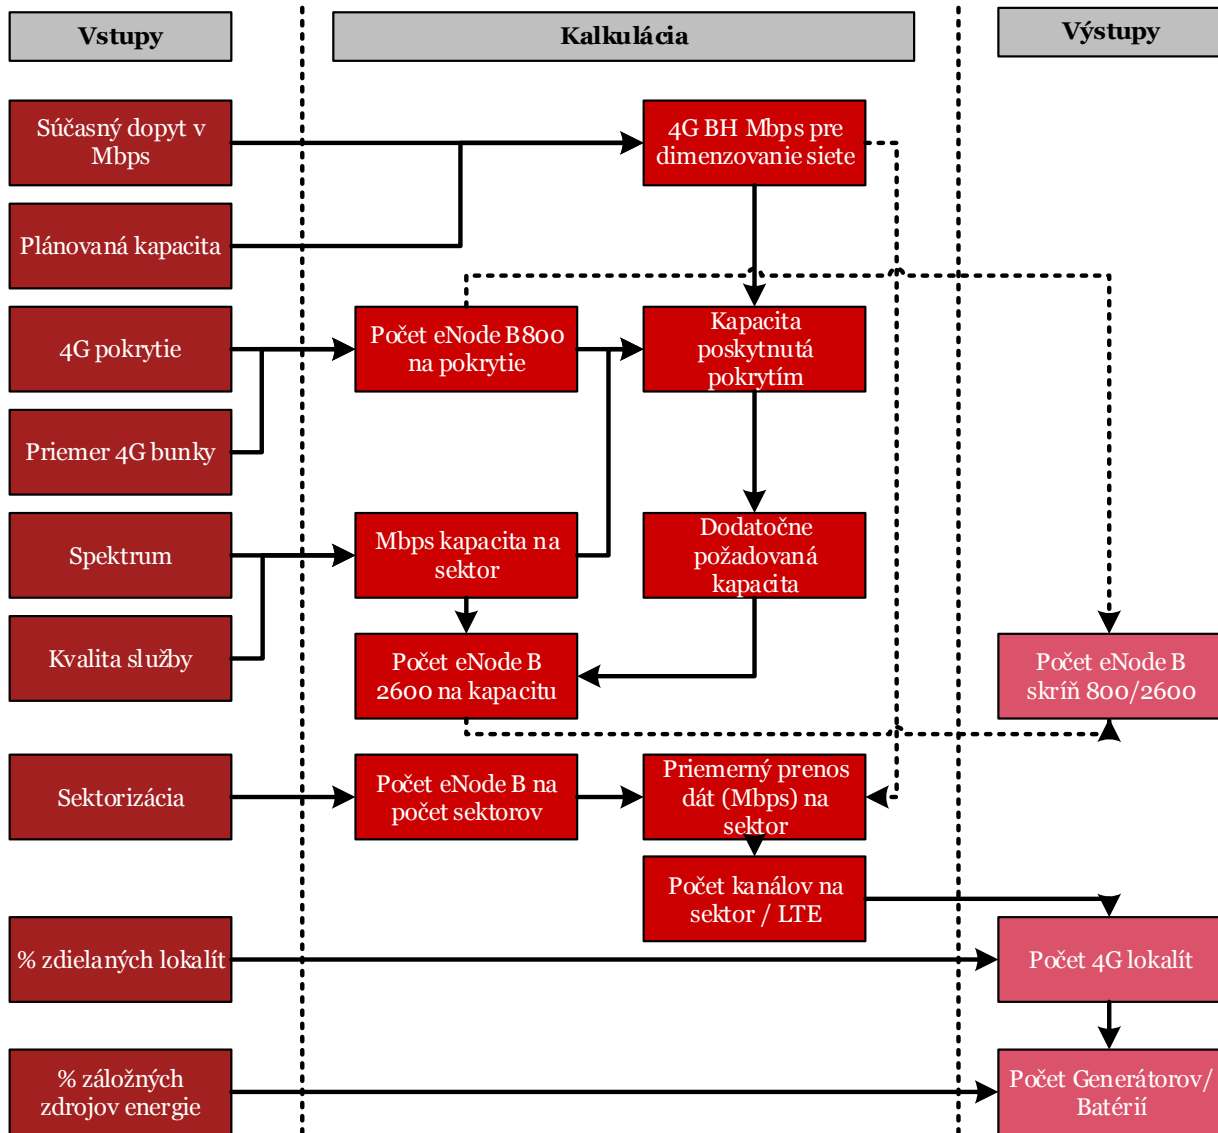 Vstupy
Kalkulácia
Výstupy
Súčasný dopyt v
Mbps
4G BH Mbps pre
dimenzovanie siete
Plánovaná kapacita
4G pokrytie
Počet eNode B800
na pokrytie
Kapacita
poskytnutá
pokrytím
Priemer 4G bunky
Spektrum
Mbps kapacita na
sektor
Dodatočne
požadovaná
kapacita
Kvalita služby
Počet eNode B
2600 na kapacitu
Počet eNode B
skríň 800/2600
Sektorizácia
Počet eNode B na
počet sektorov
Priemerný prenos
dát (Mbps) na
sektor
Počet kanálov na
sektor / LTE
% zdielaných lokalít
Počet 4G lokalít
% záložných
zdrojov energie
Počet Generátorov/
Batérií